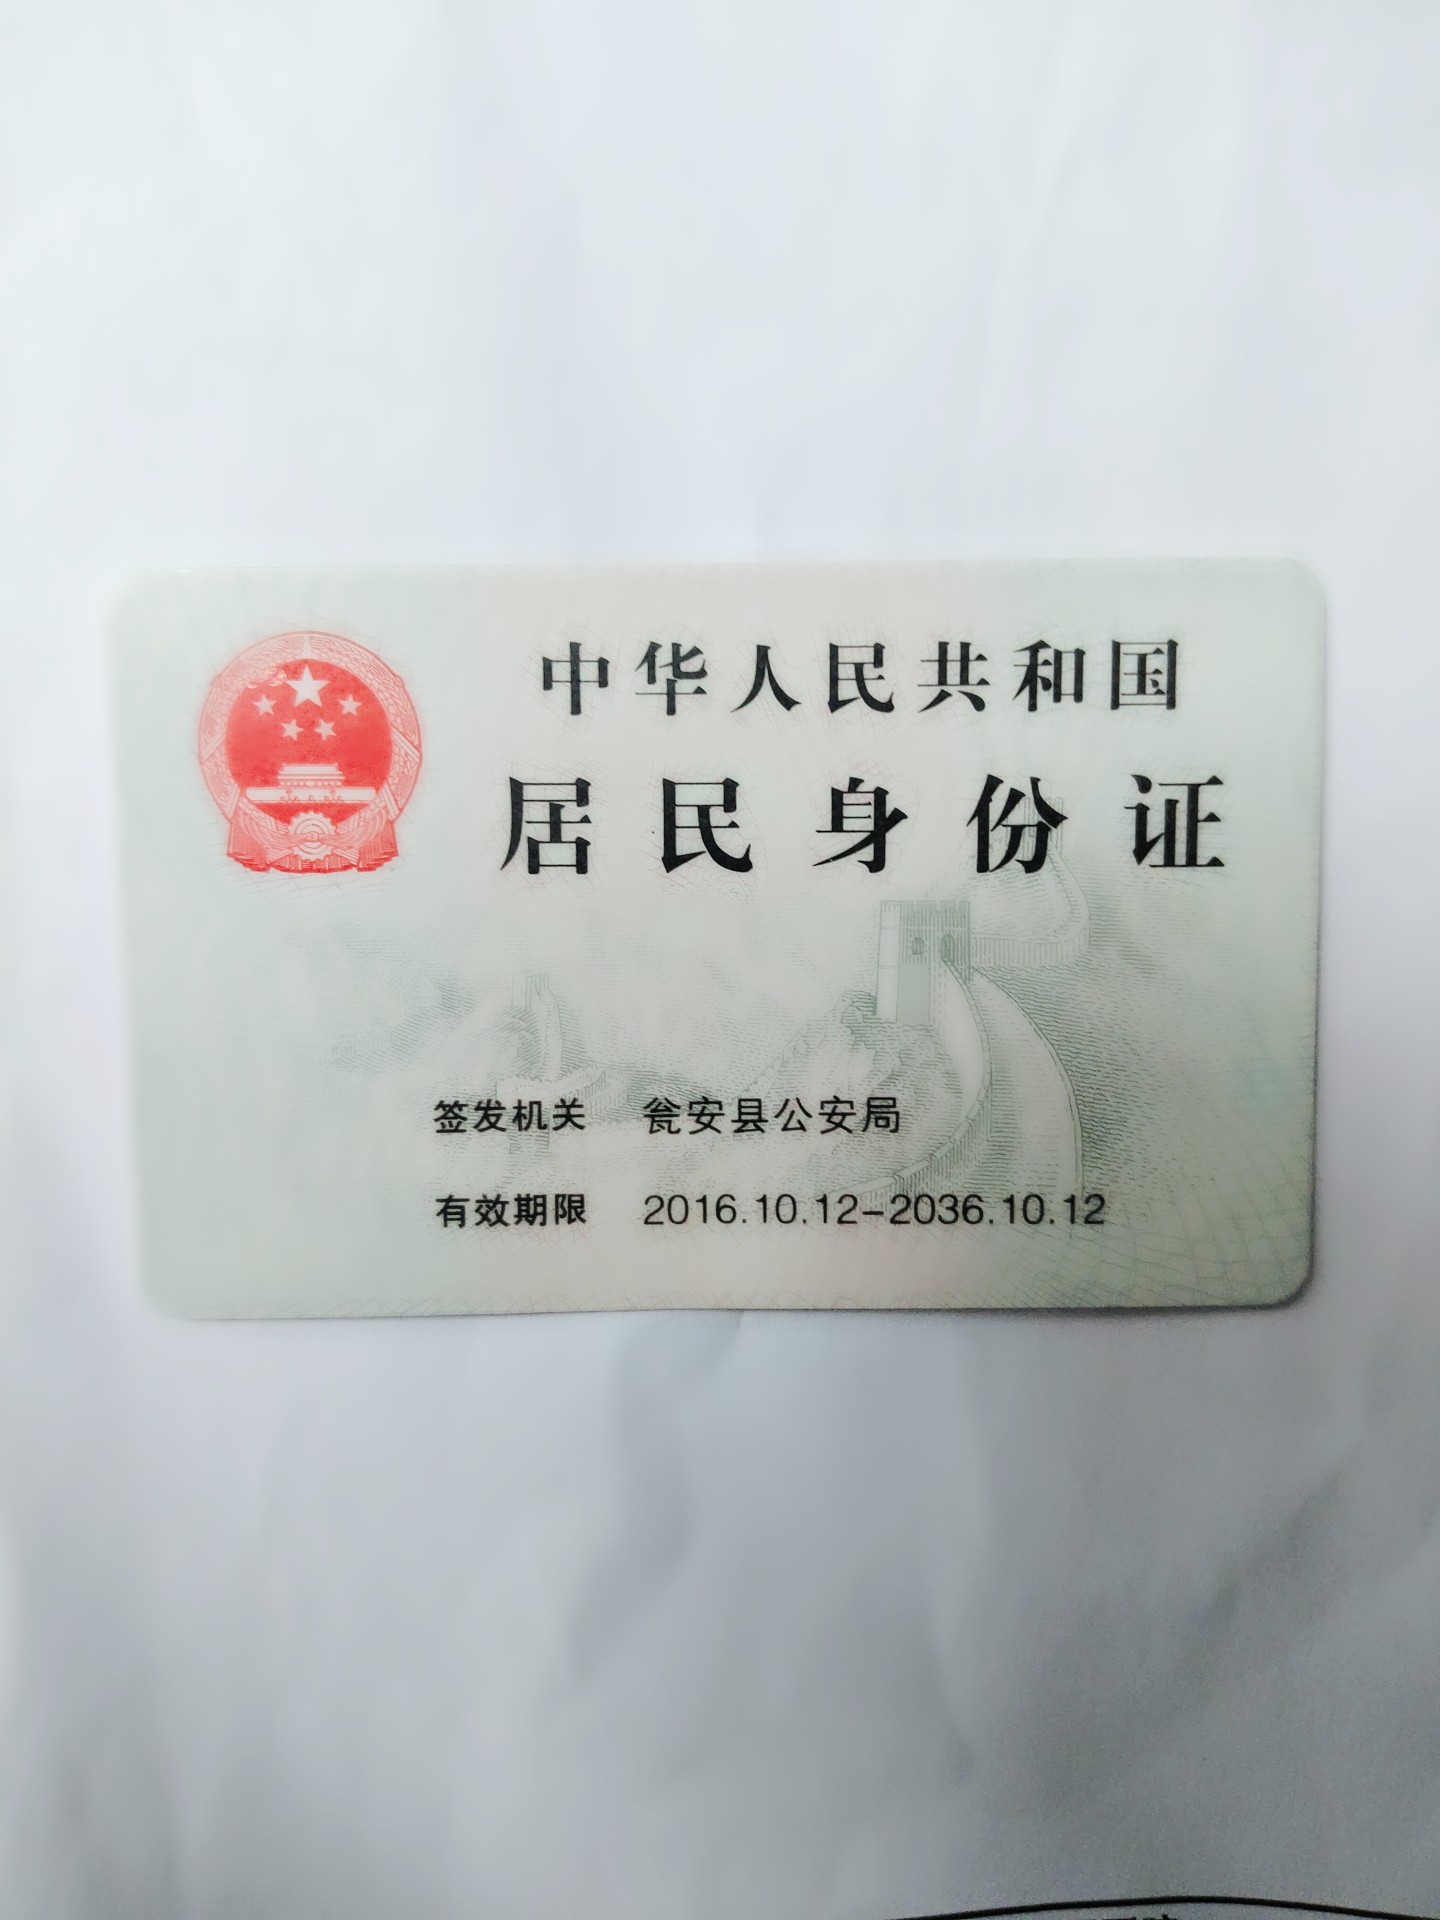 中华人民共和国
居民身份证
签发机关 瓮安县公安局
有效期限 2016.10.12-2036.10.12